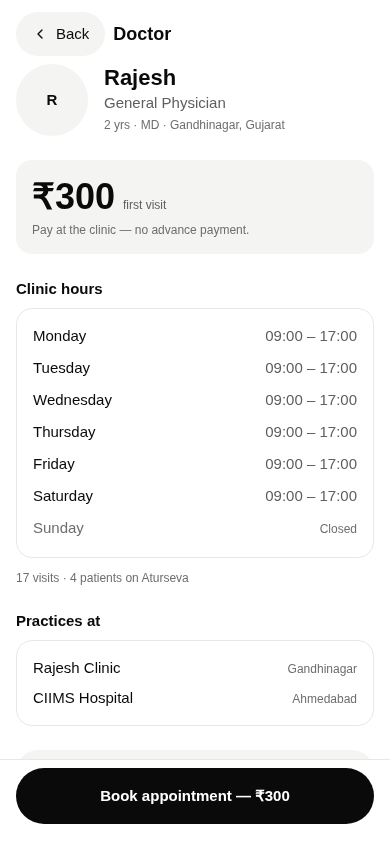 Back Doctor
R
Rajesh
General Physician
2 yrs · MD · Gandhinagar, Gujarat
₹300 first visit
Pay at the clinic — no advance payment.
Clinic hours
Monday 09:00 – 17:00
Tuesday 09:00 – 17:00
Wednesday 09:00 – 17:00
Thursday 09:00 – 17:00
Friday 09:00 – 17:00
Saturday 09:00 – 17:00
Sunday Closed
17 visits · 4 patients on Aturseva
Practices at
Rajesh Clinic Gandhinagar
CIIMS Hospital Ahmedabad
Book appointment — ₹300